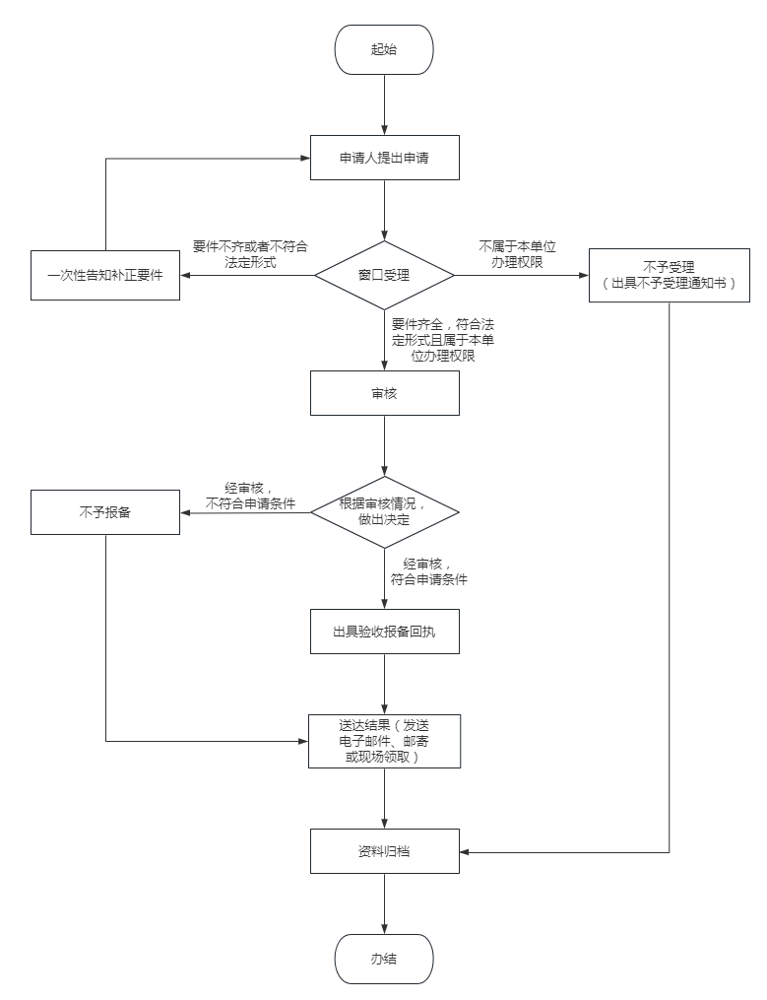 起始
申请人提出申请
要件不齐或者不符合
法定形式
不属于本单位
办理权限
一次性告知补正要件
窗口受理
不予受理
（出具不予受理通知书）
要件齐全，符合法
定形式且属于本单
位办理权限
审核
经审核，
不符合申请条件
不予报备
根据审核情况，
做出决定
经审核，
符合申请条件
出具验收报备回执
送达结果（发送
电子邮件、邮寄
或现场领取）
资料归档
办结